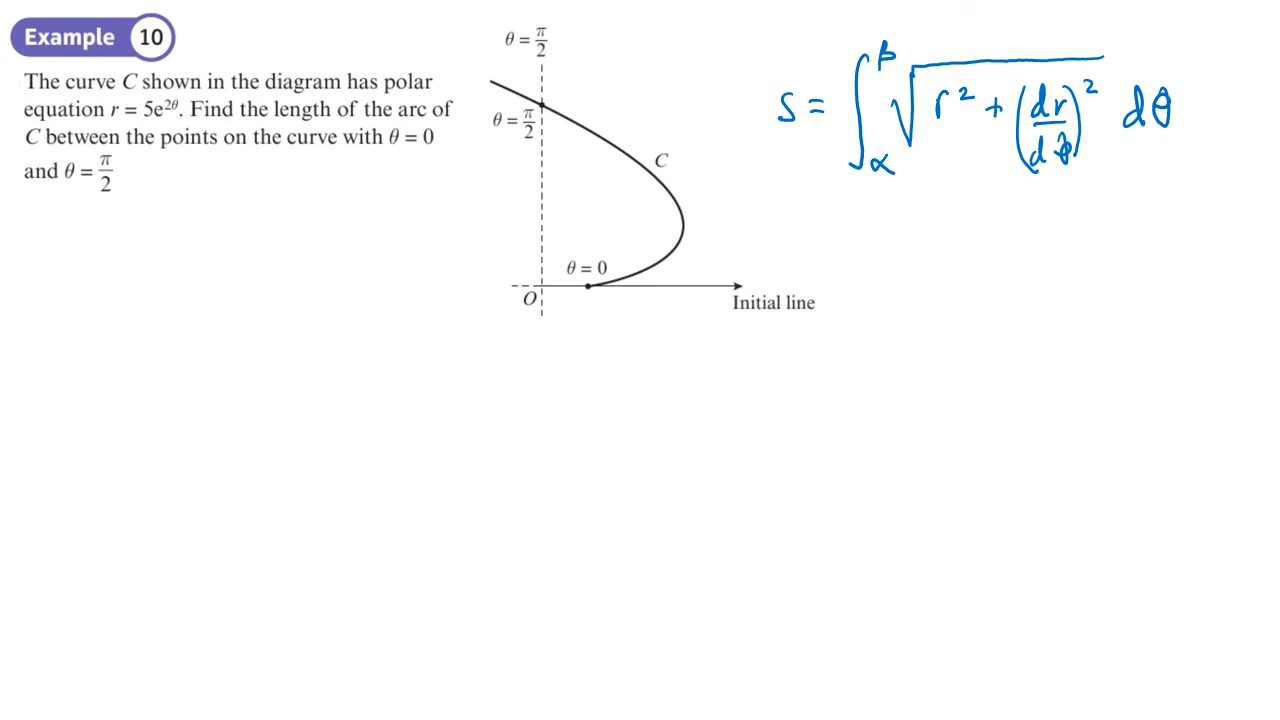 Example 10
The curve C shown in the diagram has polar
equation r = 5e^{2θ}. Find the length of the arc of
C between the points on the curve with θ = 0
and θ = π/2
θ = π/2
θ = π/2
C
θ = 0
O
Initial line
S = ∫_α^β √(r² + (dr/dθ)²) dθ